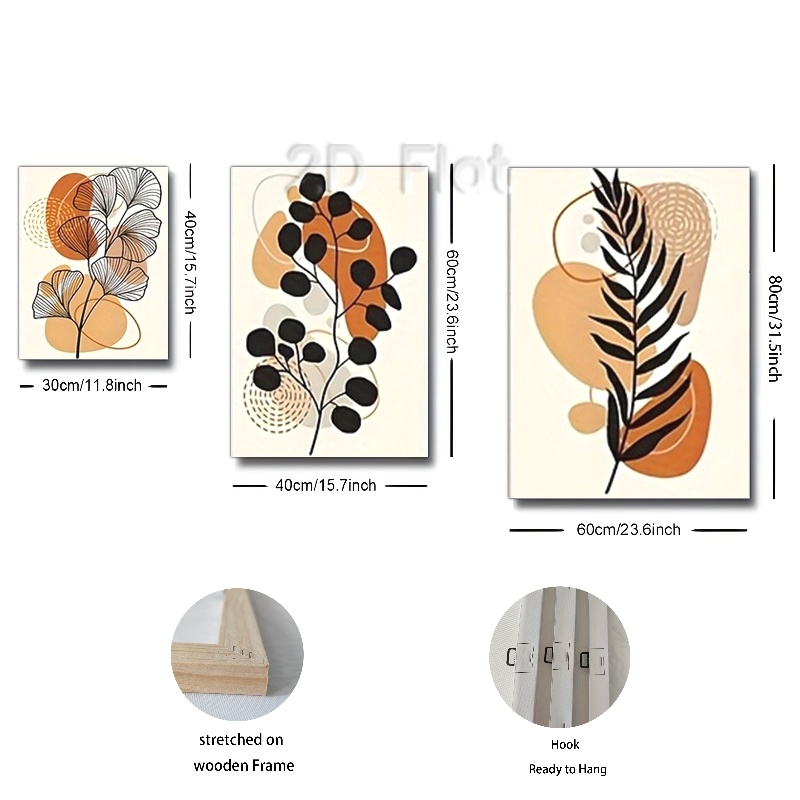 2D Flat
40cm/15.7inch
30cm/11.8inch
60cm/23.6inch
40cm/15.7inch
80cm/31.5inch
60cm/23.6inch
stretched on
wooden Frame
Hook
Ready to Hang